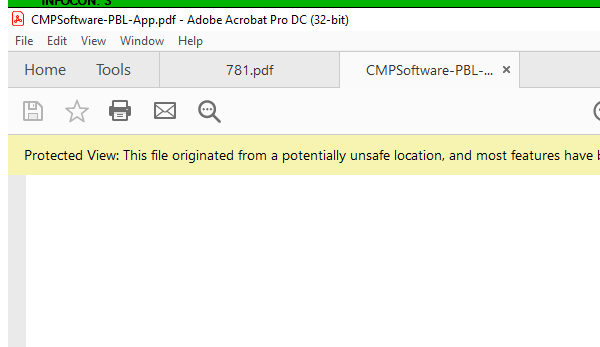 INFOCON: 3
CMPSoftware-PBL-App.pdf - Adobe Acrobat Pro DC (32-bit)
File Edit View Window Help
Home Tools 781.pdf CMPSoftware-PBL-... ×
Protected View: This file originated from a potentially unsafe location, and most features have